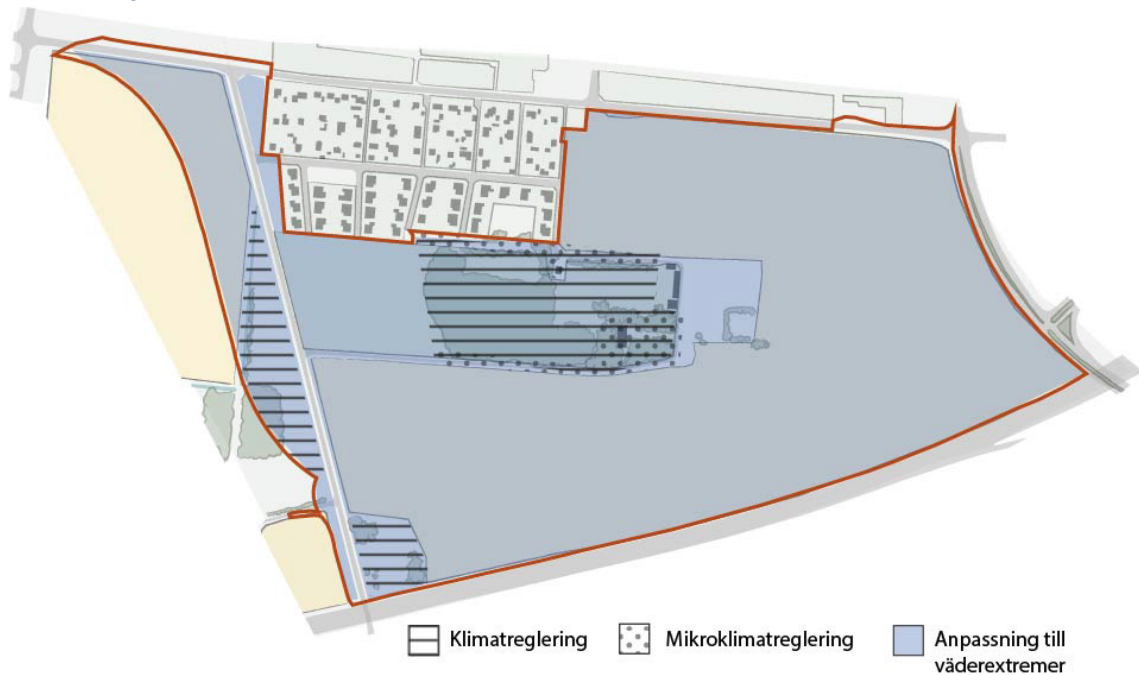 Klimatreglering
Mikroklimatreglering
Anpassning till
väderextremer